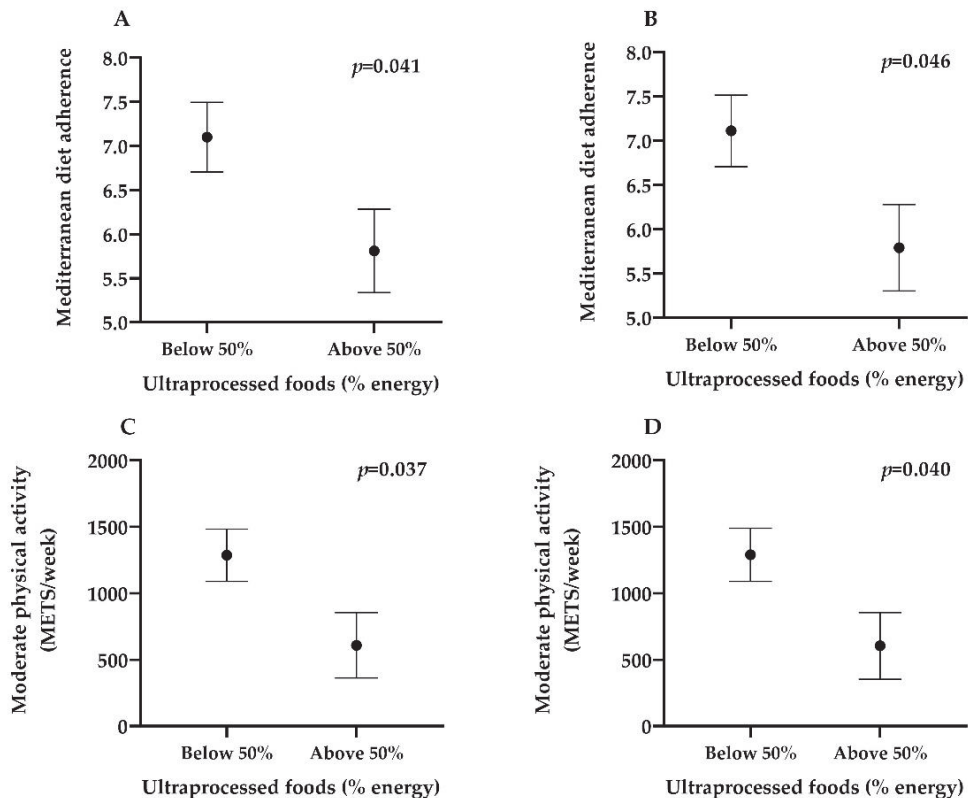 A
Mediterranean diet adherence
8.0
7.5
7.0
6.5
6.0
5.5
5.0
p=0.041
Below 50%
Above 50%
Ultraprocessed foods (% energy)
B
Mediterranean diet adherence
8.0
7.5
7.0
6.5
6.0
5.5
5.0
p=0.046
Below 50%
Above 50%
Ultraprocessed foods (% energy)
C
Moderate physical activity
(METS/week)
2000
1500
1000
500
0
p=0.037
Below 50%
Above 50%
Ultraprocessed foods (% energy)
D
Moderate physical activity
(METS/week)
2000
1500
1000
500
0
p=0.040
Below 50%
Above 50%
Ultraprocessed foods (% energy)